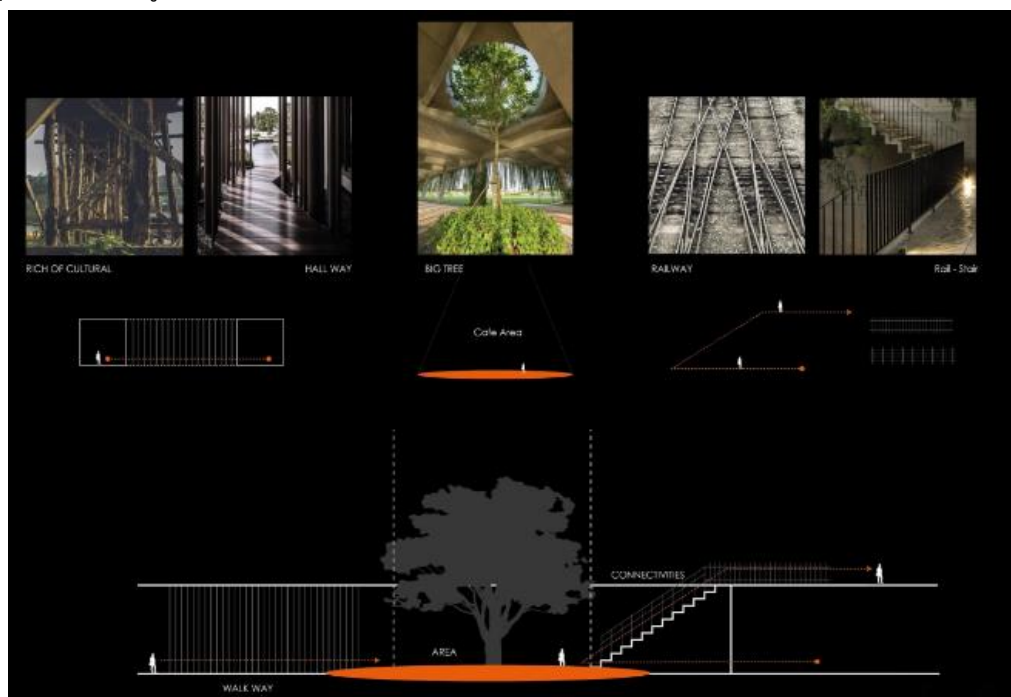 RICH OF CULTURAL
HALL WAY
BIG TREE
RAILWAY
Rail - Stair
Cafe Area
CONNECTIVITIES
AREA
WALK WAY